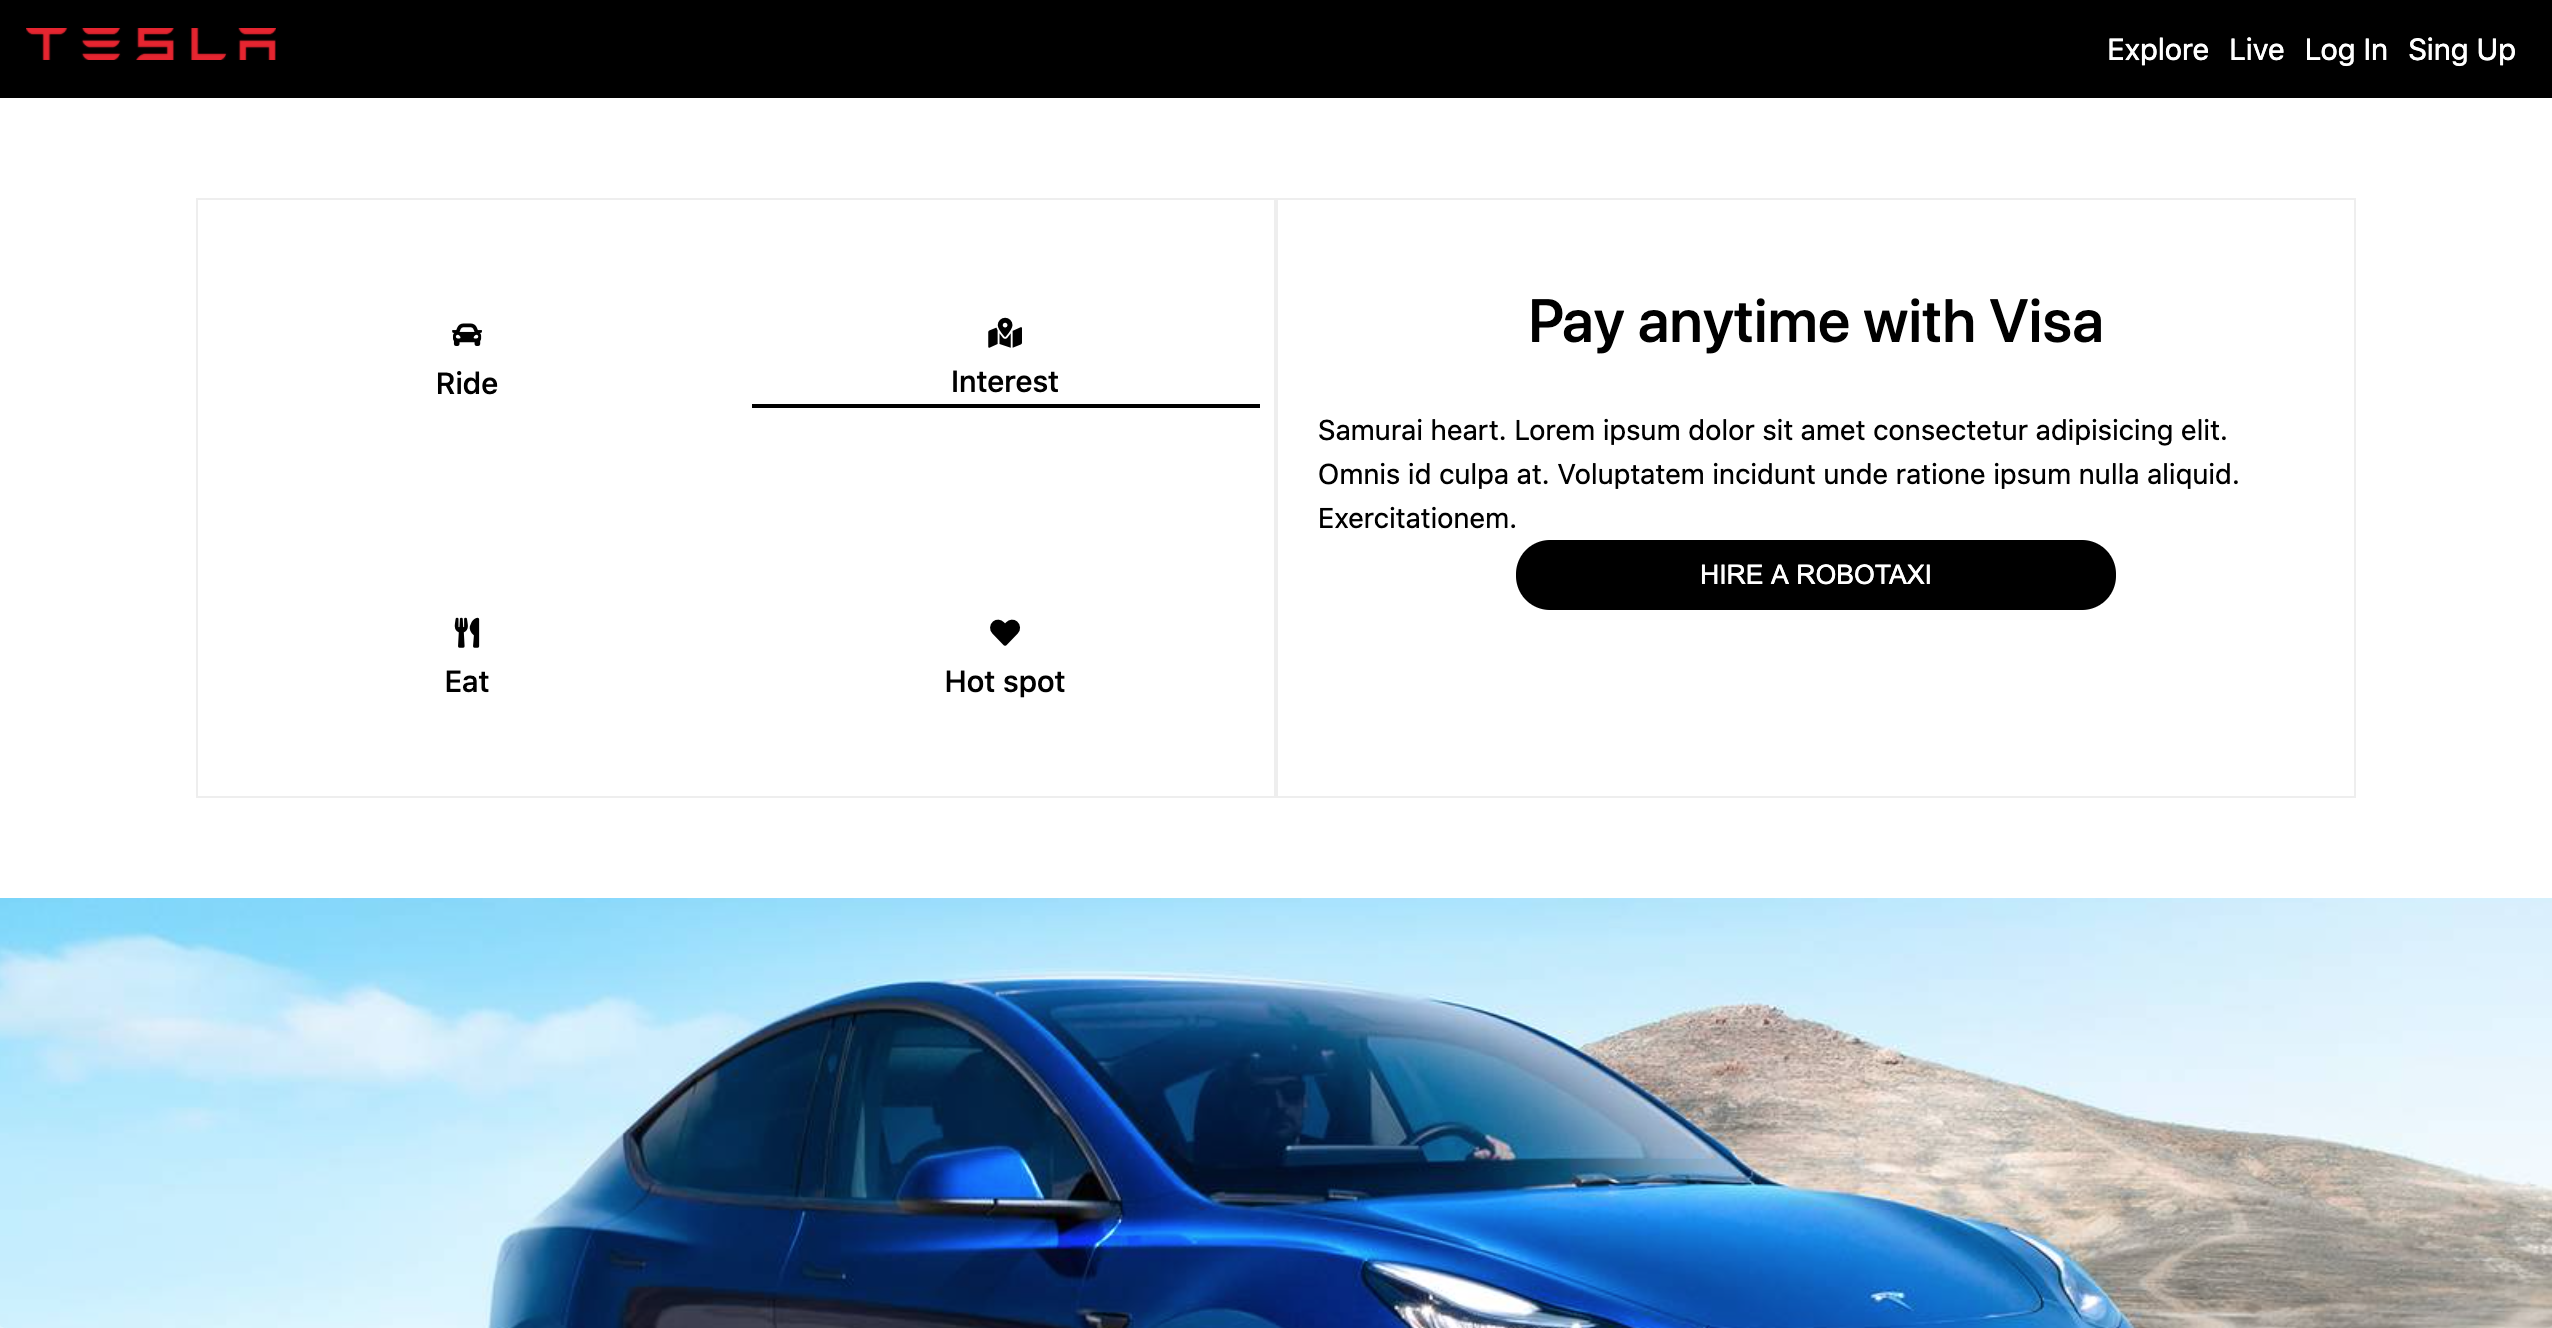 TESLA
Explore Live Log In Sing Up
Ride
Interest
Eat
Hot spot
Pay anytime with Visa
Samurai heart. Lorem ipsum dolor sit amet consectetur adipisicing elit.
Omnis id culpa at. Voluptatem incidunt unde ratione ipsum nulla aliquid.
Exercitationem.
HIRE A ROBOTAXI